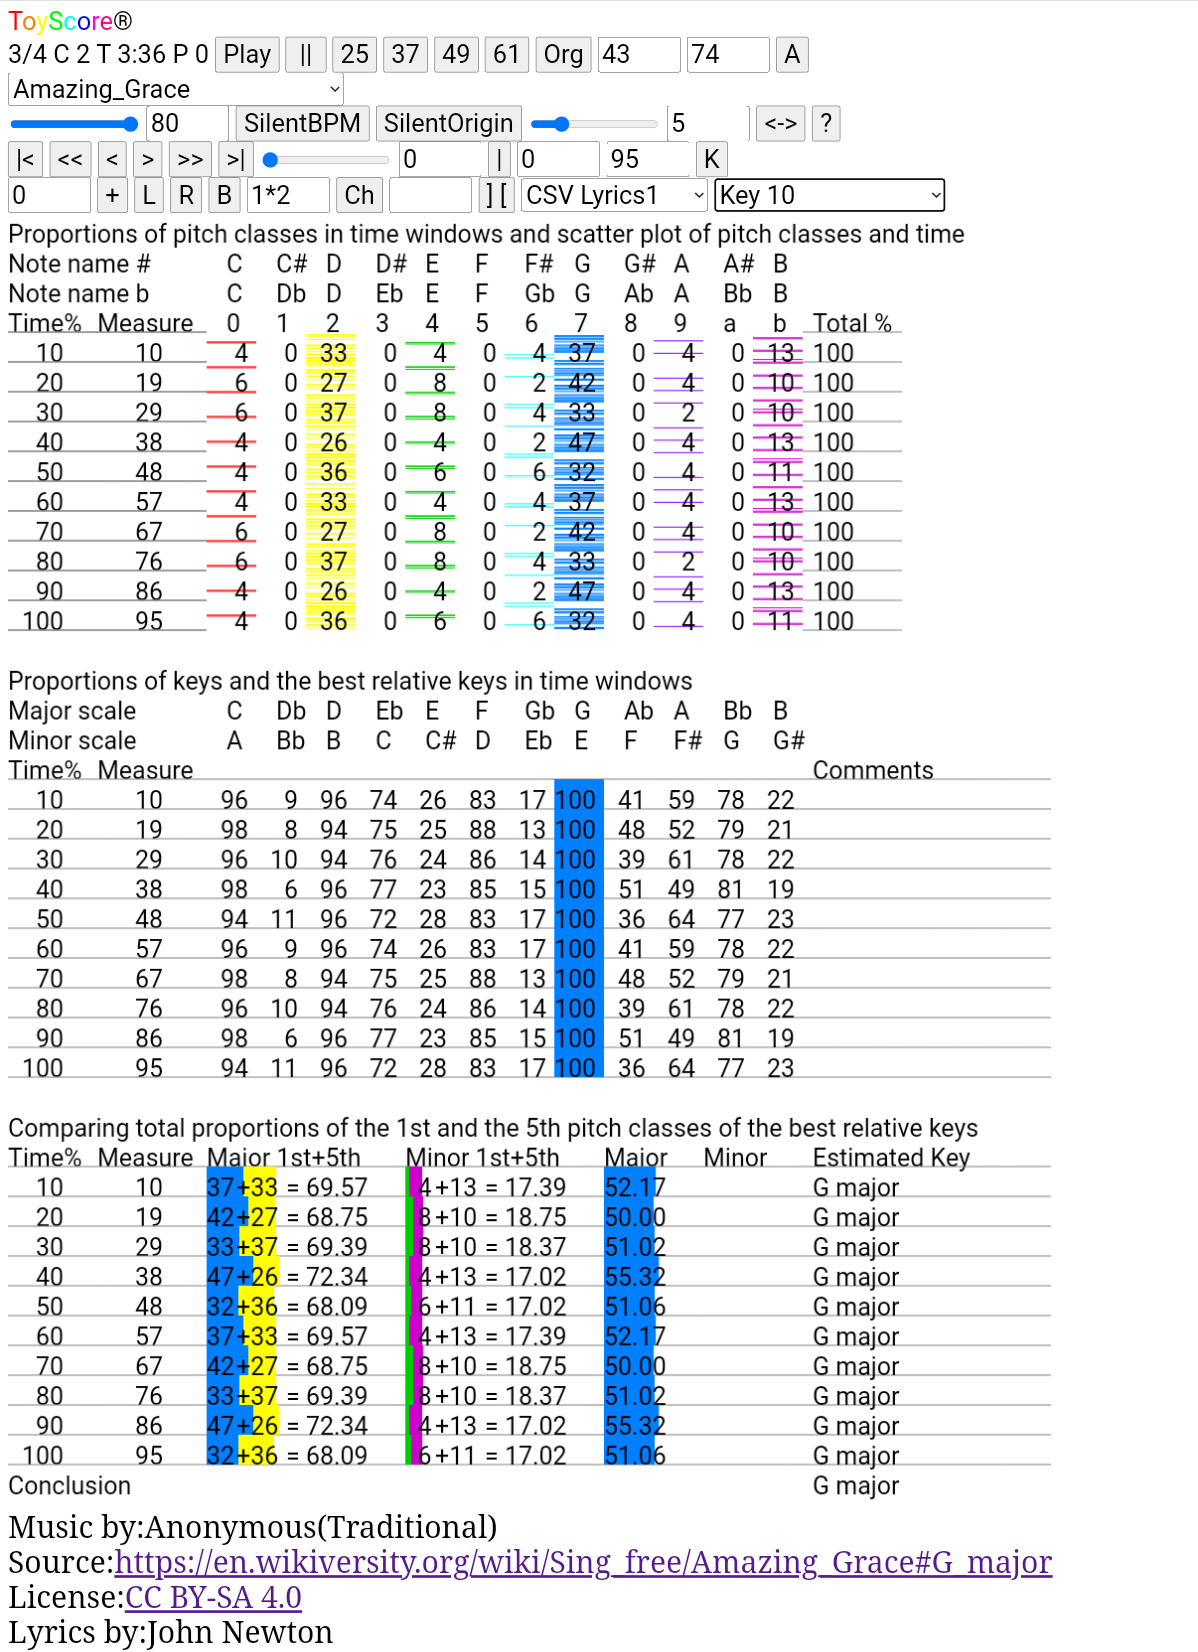 ToyScore®
3/4 C 2 T 3:36 P 0 Play || 25 37 49 61 Org 43 74 A
Amazing_Grace
80 SilentBPM SilentOrigin 5 <-> ?
|< << < > >> >| 0 | 0 95 K
0 + L R B 1*2 Ch ] [ CSV Lyrics1 Key 10
Proportions of pitch classes in time windows and scatter plot of pitch classes and time
Note name # C C# D D# E F F# G G# A A# B
Note name b C Db D Eb E F Gb G Ab A Bb B
Time% Measure 0 1 2 3 4 5 6 7 8 9 a b Total %
10 10 4 0 33 0 4 0 4 37 0 4 0 13 100
20 19 6 0 27 0 8 0 2 42 0 4 0 10 100
30 29 6 0 37 0 8 0 4 33 0 2 0 10 100
40 38 4 0 26 0 4 0 2 47 0 4 0 13 100
50 48 4 0 36 0 6 0 6 32 0 4 0 11 100
60 57 4 0 33 0 4 0 4 37 0 4 0 13 100
70 67 6 0 27 0 8 0 2 42 0 4 0 10 100
80 76 6 0 37 0 8 0 4 33 0 2 0 10 100
90 86 4 0 26 0 4 0 2 47 0 4 0 13 100
100 95 4 0 36 0 6 0 6 32 0 4 0 11 100
Proportions of keys and the best relative keys in time windows
Major scale C Db D Eb E F Gb G Ab A Bb B
Minor scale A Bb B C C# D Eb E F F# G G#
Time% Measure Comments
10 10 96 9 96 74 26 83 17 100 41 59 78 22
20 19 98 8 94 75 25 88 13 100 48 52 79 21
30 29 96 10 94 76 24 86 14 100 39 61 78 22
40 38 98 6 96 77 23 85 15 100 51 49 81 19
50 48 94 11 96 72 28 83 17 100 36 64 77 23
60 57 96 9 96 74 26 83 17 100 41 59 78 22
70 67 98 8 94 75 25 88 13 100 48 52 79 21
80 76 96 10 94 76 24 86 14 100 39 61 78 22
90 86 98 6 96 77 23 85 15 100 51 49 81 19
100 95 94 11 96 72 28 83 17 100 36 64 77 23
Comparing total proportions of the 1st and the 5th pitch classes of the best relative keys
Time% Measure Major 1st+5th Minor 1st+5th Major Minor Estimated Key
10 10 37+33 = 69.57 4+13 = 17.39 52.17 G major
20 19 42+27 = 68.75 8+10 = 18.75 50.00 G major
30 29 33+37 = 69.39 8+10 = 18.37 51.02 G major
40 38 47+26 = 72.34 4+13 = 17.02 55.32 G major
50 48 32+36 = 68.09 6+11 = 17.02 51.06 G major
60 57 37+33 = 69.57 4+13 = 17.39 52.17 G major
70 67 42+27 = 68.75 8+10 = 18.75 50.00 G major
80 76 33+37 = 69.39 8+10 = 18.37 51.02 G major
90 86 47+26 = 72.34 4+13 = 17.02 55.32 G major
100 95 32+36 = 68.09 6+11 = 17.02 51.06 G major
Conclusion G major
Music by:Anonymous(Traditional)
Source:https://en.wikiversity.org/wiki/Sing_free/Amazing_Grace#G_major
License:CC BY-SA 4.0
Lyrics by:John Newton